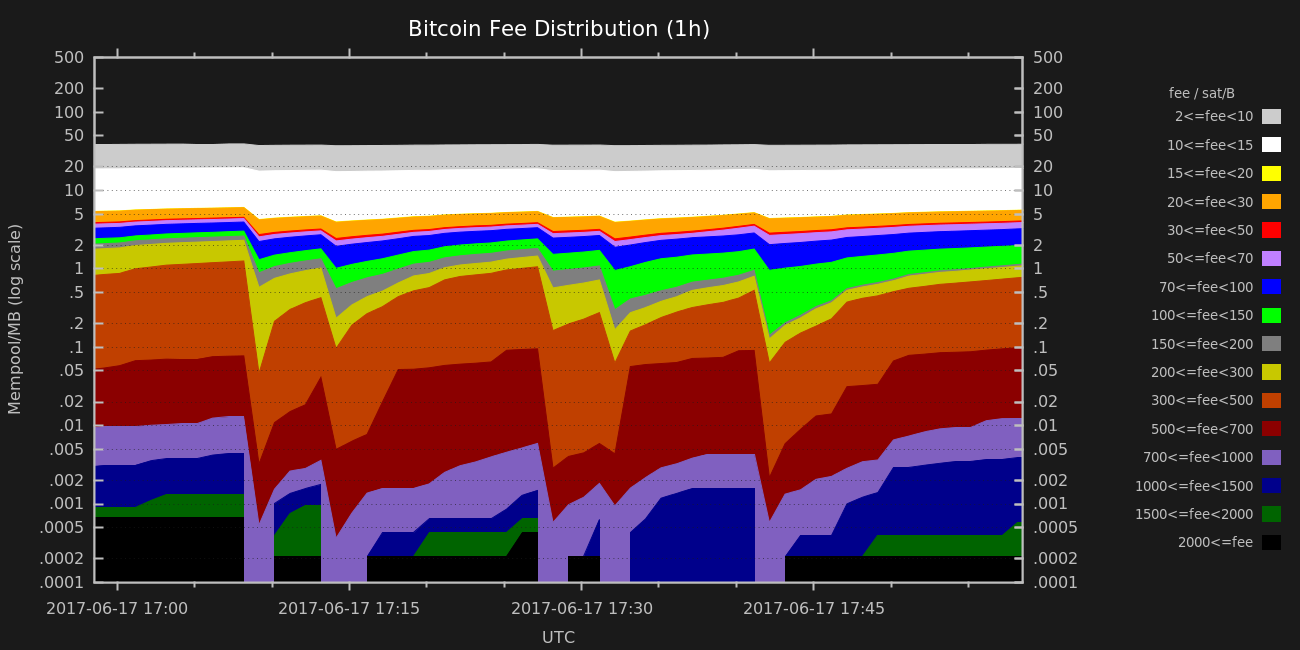 Bitcoin Fee Distribution (1h)
500
200
100
50
20
10
5
2
1
.5
.2
.1
.05
.02
.01
.005
.002
.001
.0005
.0002
.0001
Mempool/MB (log scale)
500
200
100
50
20
10
5
2
1
.5
.2
.1
.05
.02
.01
.005
.002
.001
.0005
.0002
.0001
2017-06-17 17:00
2017-06-17 17:15
2017-06-17 17:30
2017-06-17 17:45
UTC
fee / sat/B
2<=fee<10
10<=fee<15
15<=fee<20
20<=fee<30
30<=fee<50
50<=fee<70
70<=fee<100
100<=fee<150
150<=fee<200
200<=fee<300
300<=fee<500
500<=fee<700
700<=fee<1000
1000<=fee<1500
1500<=fee<2000
2000<=fee